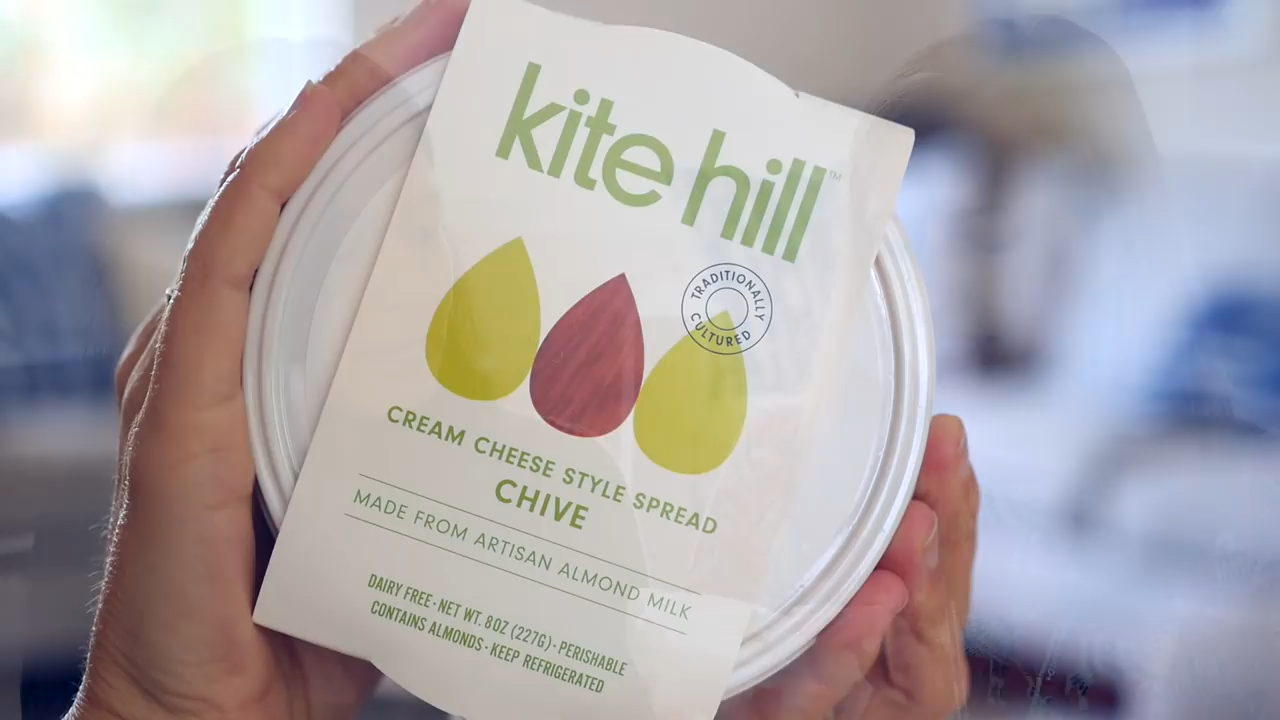 kite hill™
TRADITIONALLY
CULTURED
CREAM CHEESE STYLE SPREAD
CHIVE
MADE FROM ARTISAN ALMOND MILK
DAIRY FREE · NET WT. 8OZ (227G) · PERISHABLE
CONTAINS ALMONDS · KEEP REFRIGERATED